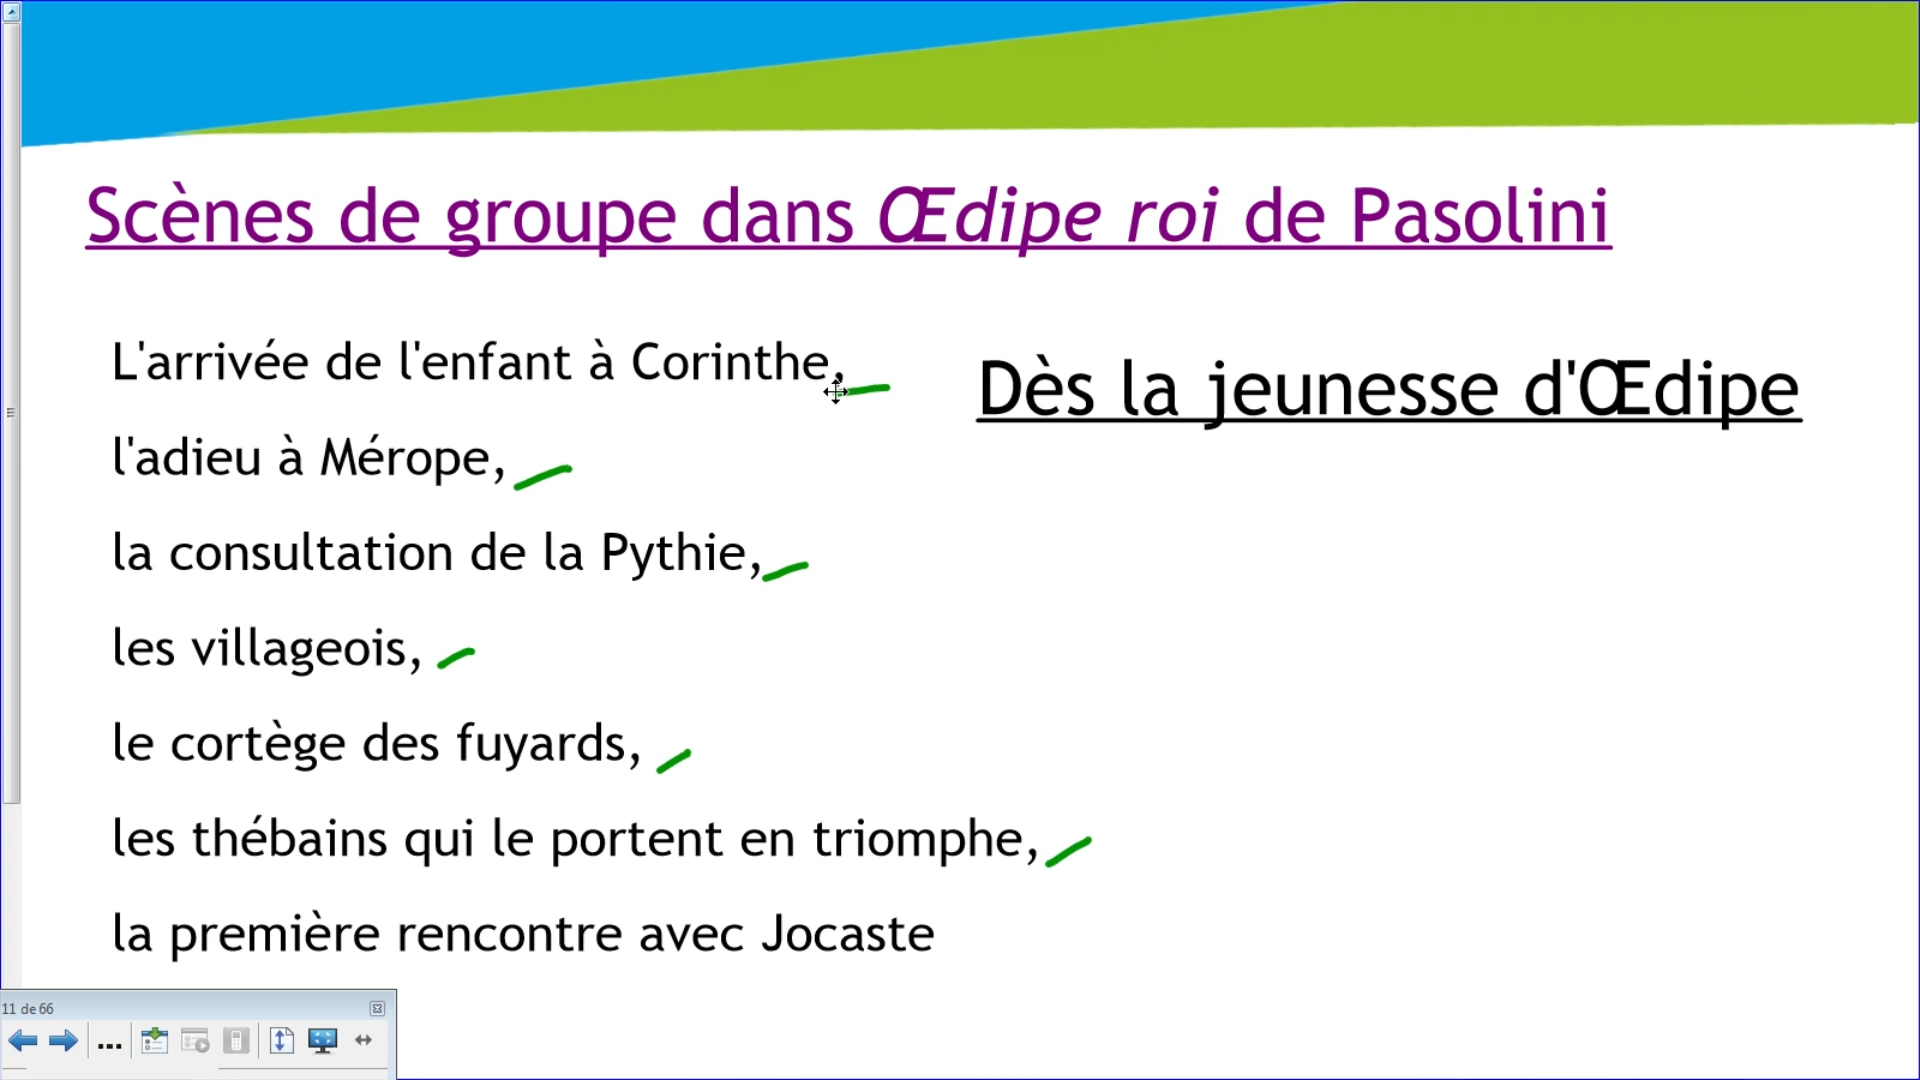 Scènes de groupe dans Œdipe roi de Pasolini
L'arrivée de l'enfant à Corinthe,
l'adieu à Mérope,
la consultation de la Pythie,
les villageois,
le cortège des fuyards,
les thébains qui le portent en triomphe,
la première rencontre avec Jocaste
Dès la jeunesse d'Œdipe
11 de 66